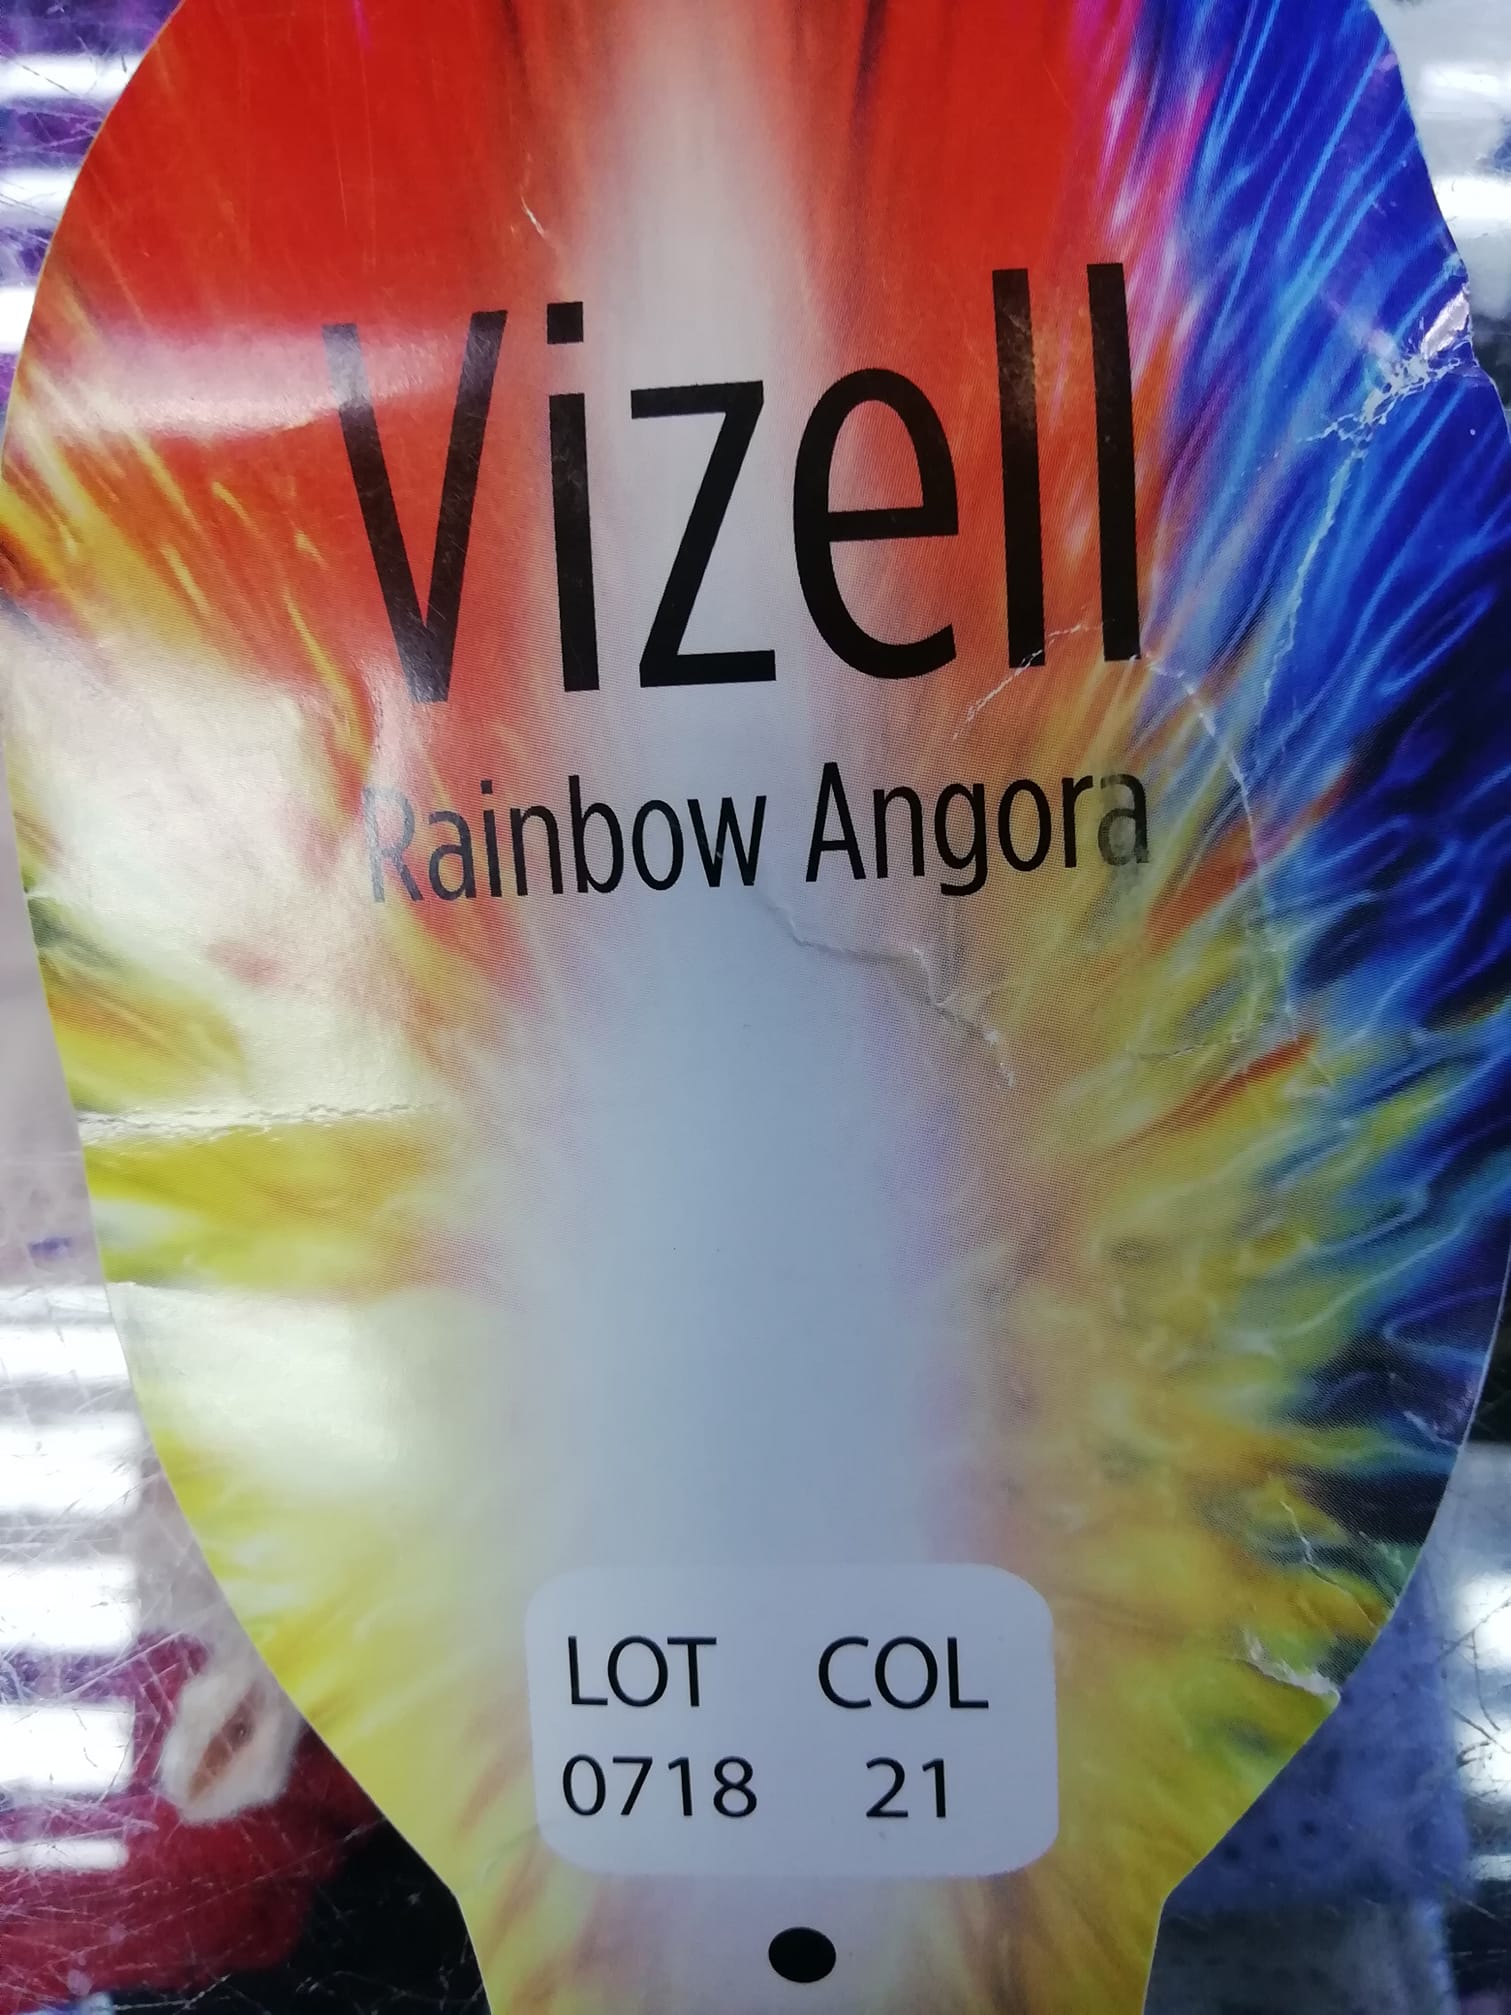 Vizell
Rainbow Angora
LOT COL
0718 21